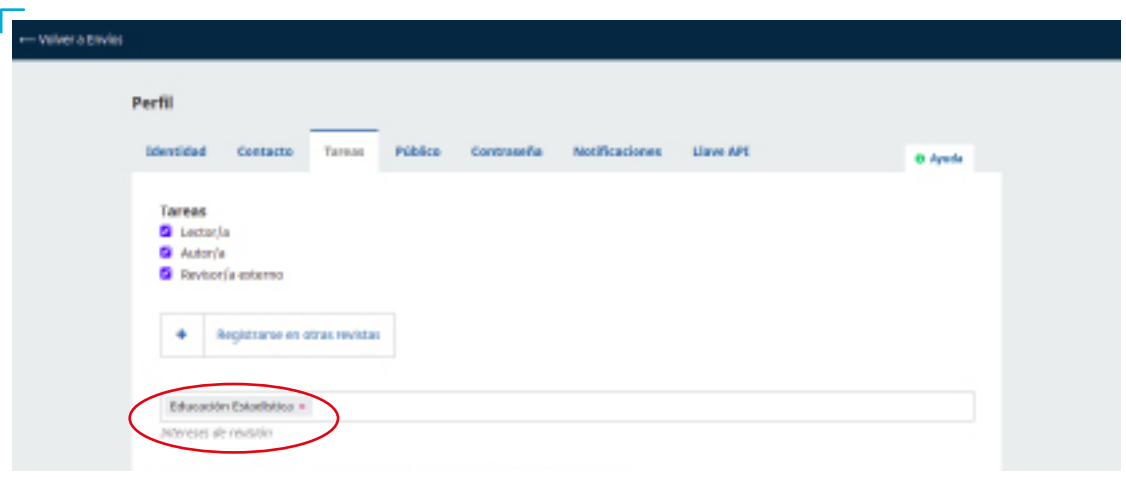 ⟵ Volver a Envíos
Perfil
Identidad Contacto Tareas Público Contraseña Notificaciones Llave API
Ayuda
Tareas
Lector/a
Autor/a
Revisor/a externo
+ Registrarse en otras revistas
Educación Estadística ×
Intereses de revisión